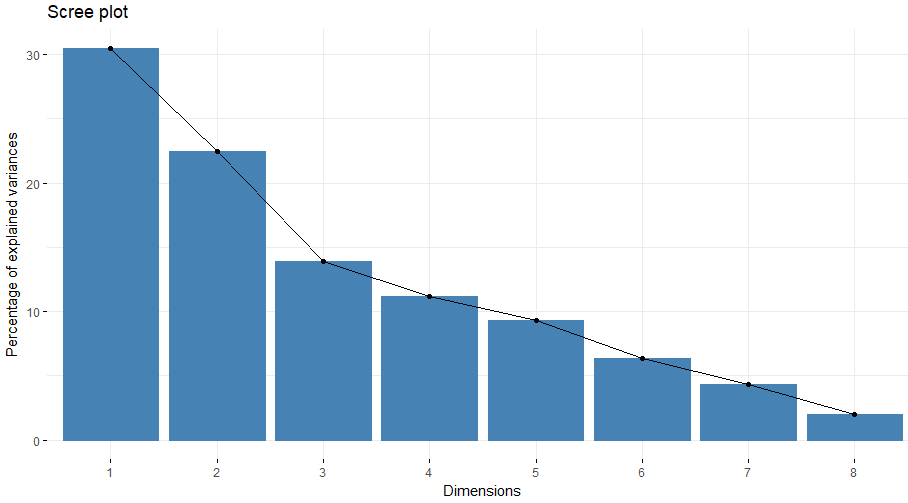 Scree plot
Percentage of explained variances
30
20
10
0
1 2 3 4 5 6 7 8
Dimensions